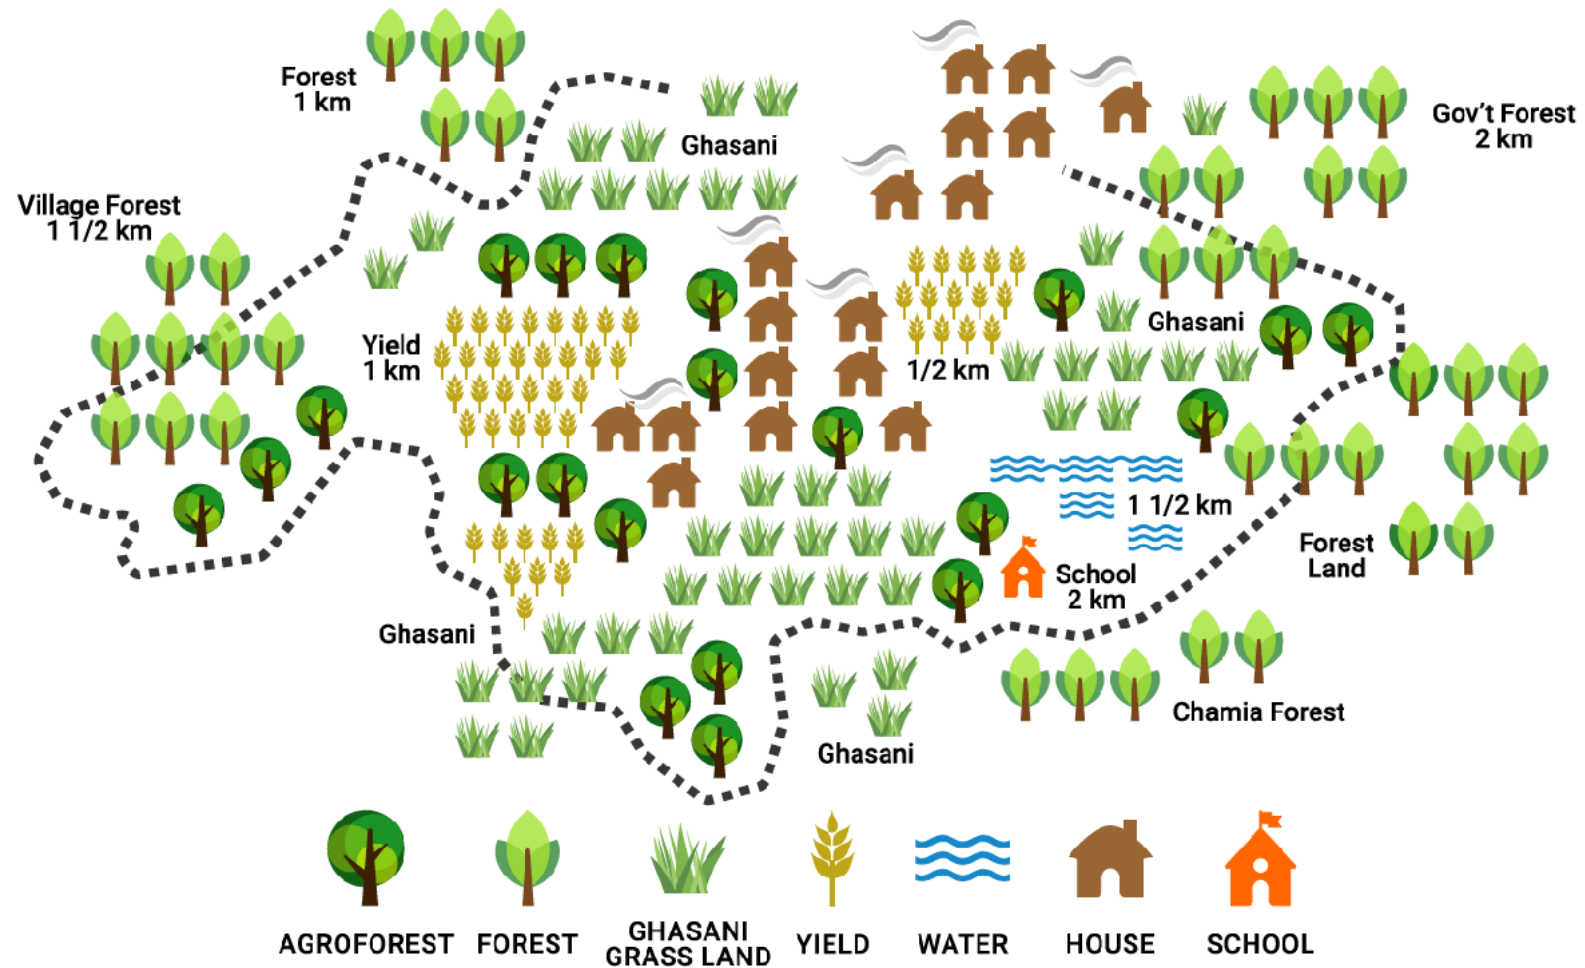 Forest
1 km
Gov't Forest
2 km
Ghasani
Village Forest
1 1/2 km
Ghasani
Yield
1 km
1/2 km
1 1/2 km
Forest
Land
School
2 km
Ghasani
Chamia Forest
Ghasani
AGROFOREST
FOREST
GHASANI
GRASS LAND
YIELD
WATER
HOUSE
SCHOOL